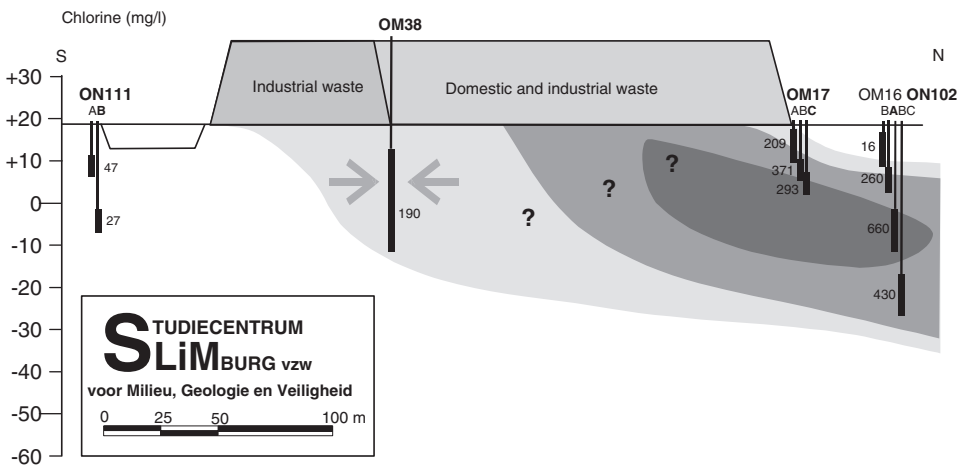 Chlorine (mg/l)
OM38
S
N
+30
Industrial waste
Domestic and industrial waste
ON111
OM17
OM16 ON102
AB
ABC
BABC
+20
209
16
47
+10
371
?
260
293
?
0
190
?
27
660
-10
430
-20
-30
-40
-50
-60
STUDIECENTRUM
LiMBURG vzw
voor Milieu, Geologie en Veiligheid
0 25 50 100 m